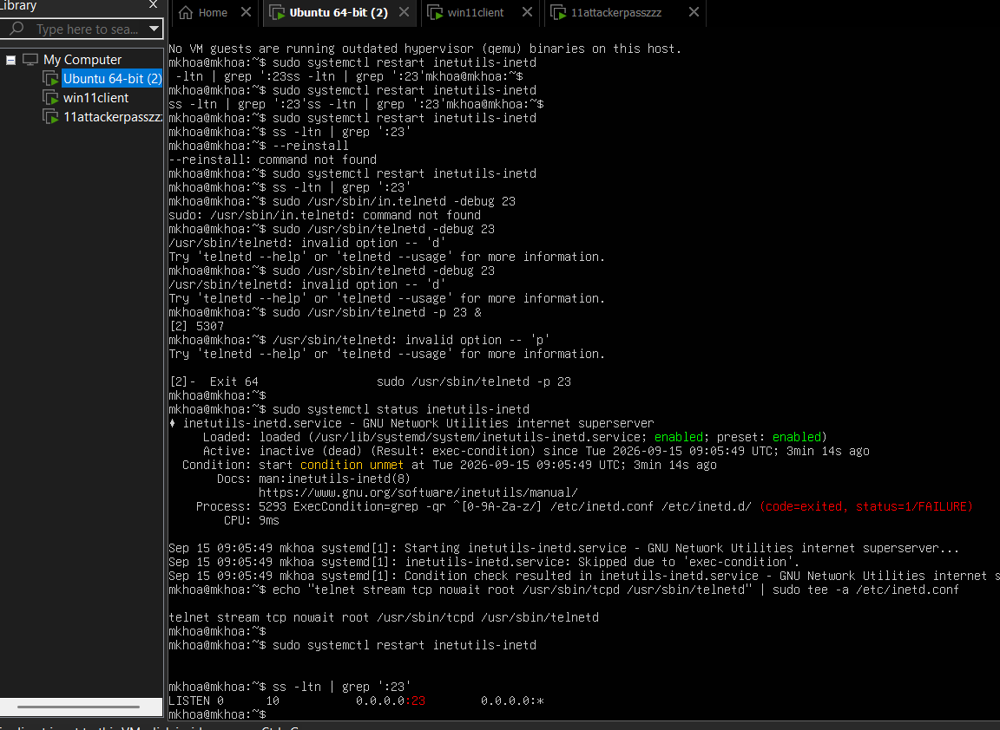 Library
Type here to sea...
My Computer
Ubuntu 64-bit (2)
win11client
11attackerpasszz
Home
Ubuntu 64-bit (2)
win11client
11attackerpasszzz
No VM guests are running outdated hypervisor (qemu) binaries on this host.
mkhoa@mkhoa:~$ sudo systemctl restart inetutils-inetd
 -ltn | grep ':23ss -ltn | grep ':23'mkhoa@mkhoa:~$
mkhoa@mkhoa:~$ sudo systemctl restart inetutils-inetd
ss -ltn | grep ':23'ss -ltn | grep ':23'mkhoa@mkhoa:~$
mkhoa@mkhoa:~$ sudo systemctl restart inetutils-inetd
mkhoa@mkhoa:~$ ss -ltn | grep ':23'
mkhoa@mkhoa:~$ --reinstall
--reinstall: command not found
mkhoa@mkhoa:~$ sudo systemctl restart inetutils-inetd
mkhoa@mkhoa:~$ ss -ltn | grep ':23'
mkhoa@mkhoa:~$ sudo /usr/sbin/in.telnetd -debug 23
sudo: /usr/sbin/in.telnetd: command not found
mkhoa@mkhoa:~$ sudo /usr/sbin/telnetd -debug 23
/usr/sbin/telnetd: invalid option -- 'd'
Try 'telnetd --help' or 'telnetd --usage' for more information.
mkhoa@mkhoa:~$ sudo /usr/sbin/telnetd -debug 23
/usr/sbin/telnetd: invalid option -- 'd'
Try 'telnetd --help' or 'telnetd --usage' for more information.
mkhoa@mkhoa:~$ sudo /usr/sbin/telnetd -p 23 &
[2] 5307
mkhoa@mkhoa:~$ /usr/sbin/telnetd: invalid option -- 'p'
Try 'telnetd --help' or 'telnetd --usage' for more information.
[2]-  Exit 64                 sudo /usr/sbin/telnetd -p 23
mkhoa@mkhoa:~$
mkhoa@mkhoa:~$ sudo systemctl status inetutils-inetd
♦ inetutils-inetd.service - GNU Network Utilities internet superserver
     Loaded: loaded (/usr/lib/systemd/system/inetutils-inetd.service; enabled; preset: enabled)
     Active: inactive (dead) (Result: exec-condition) since Tue 2026-09-15 09:05:49 UTC; 3min 14s ago
  Condition: start condition unmet at Tue 2026-09-15 09:05:49 UTC; 3min 14s ago
       Docs: man:inetutils-inetd(8)
             https://www.gnu.org/software/inetutils/manual/
    Process: 5293 ExecCondition=grep -qr ^[0-9A-Za-z/] /etc/inetd.conf /etc/inetd.d/ (code=exited, status=1/FAILURE)
        CPU: 9ms
Sep 15 09:05:49 mkhoa systemd[1]: Starting inetutils-inetd.service - GNU Network Utilities internet superserver...
Sep 15 09:05:49 mkhoa systemd[1]: inetutils-inetd.service: Skipped due to 'exec-condition'.
Sep 15 09:05:49 mkhoa systemd[1]: Condition check resulted in inetutils-inetd.service - GNU Network Utilities internet s
mkhoa@mkhoa:~$ echo "telnet stream tcp nowait root /usr/sbin/tcpd /usr/sbin/telnetd" | sudo tee -a /etc/inetd.conf
telnet stream tcp nowait root /usr/sbin/tcpd /usr/sbin/telnetd
mkhoa@mkhoa:~$
mkhoa@mkhoa:~$ sudo systemctl restart inetutils-inetd
mkhoa@mkhoa:~$ ss -ltn | grep ':23'
LISTEN 0      10           0.0.0.0:23        0.0.0.0:*
mkhoa@mkhoa:~$